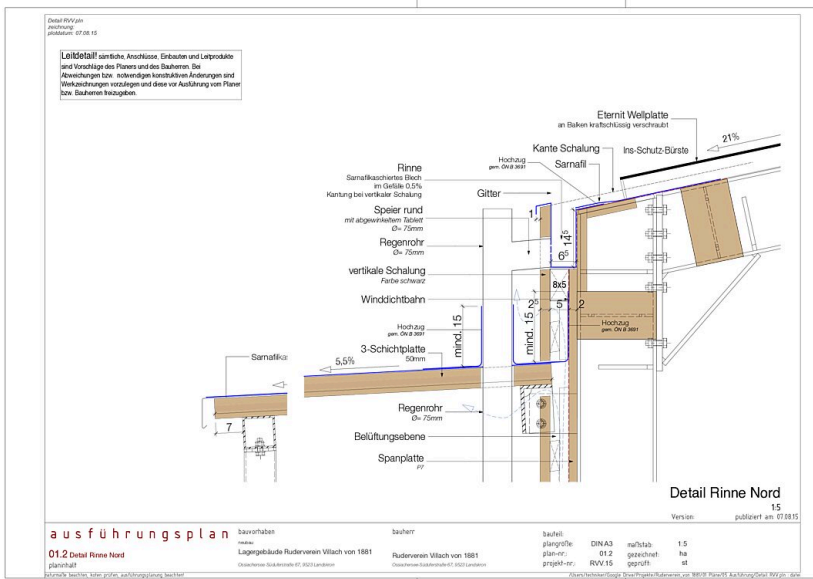 Detail RVV.pln
zeichnung:
plotdatum: 07.08.15
Leitdetail! sämtliche, Anschlüsse, Einbauten und Leitprodukte
sind Vorschläge des Planers und des Bauherren. Bei
Abweichungen bzw. notwendigen konstruktiven Änderungen sind
Werkzeichnungen vorzulegen und diese vor Ausführung vom Planer
bzw. Bauherren freizugeben.
Eternit Wellplatte
an Balken kraftschlüssig verschraubt
21%
Kante Schalung
Ins-Schutz-Bürste
Hochzug
gem. ÖN B 3691
Sarnafil
Rinne
Sarnafilkaschiertes Blech
im Gefälle 0,5%
Kantung bei vertikaler Schalung
Gitter
Speier rund
mit abgewinkeltem Tablett
Ø= 75mm
1
14⁵
Regenrohr
Ø= 75mm
6⁵
vertikale Schalung
Farbe schwarz
8x5
Winddichtbahn
2⁵ 5 2
Hochzug
gem. ÖN B 3691
mind. 15
mind. 15
Hochzug
gem. ÖN B 3691
3-Schichtplatte
50mm
Sarnafilka
5,5%
7
Regenrohr
Ø= 75mm
Belüftungsebene
Spanplatte
P7
Detail Rinne Nord
1:5
Version: publiziert am: 07.08.15
ausführungsplan
01.2 Detail Rinne Nord
planinhalt
bauvorhaben
neubau
Lagergebäude Ruderverein Villach von 1881
bauherr
Ruderverein Villach von 1881
bauteil:
plangröße: DIN A3
plan-nr.: 01.2
projekt-nr.: RVV.15
maßstab: 1:5
gezeichnet: ha
geprüft: st